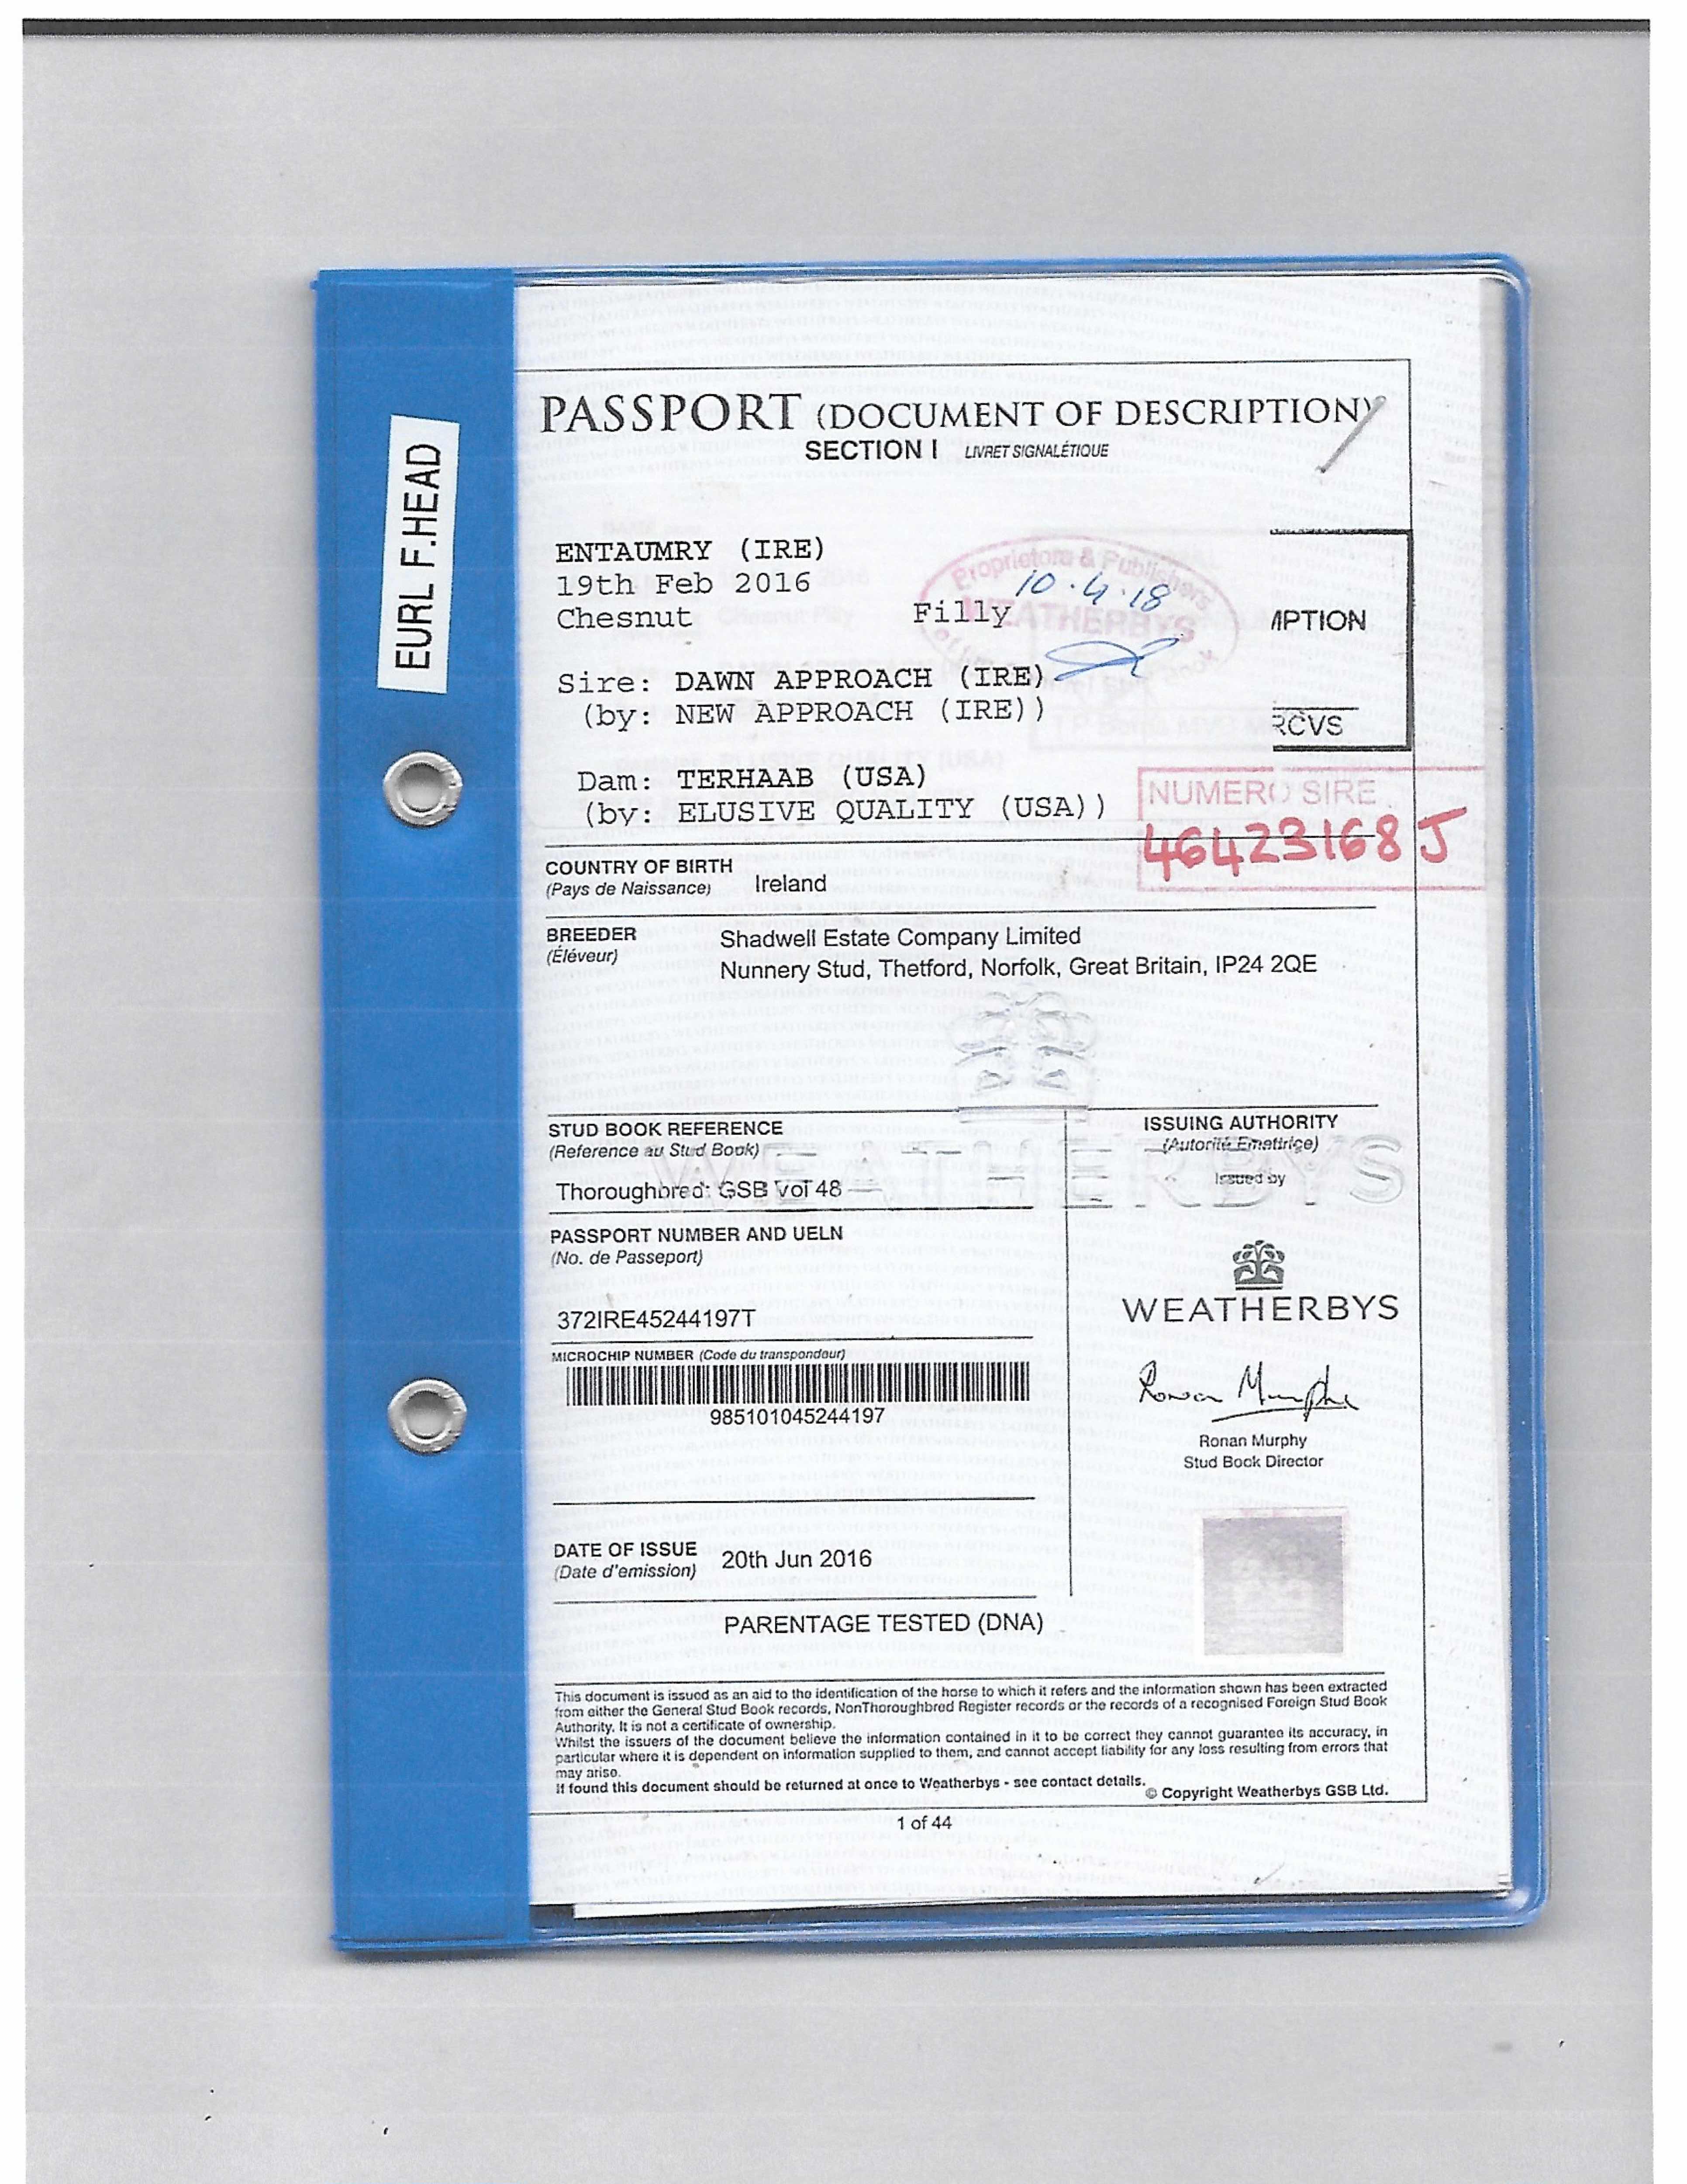 EURL F.HEAD
PASSPORT (DOCUMENT OF DESCRIPTION)
SECTION I LIVRET SIGNALÉTIQUE
ENTAUMRY (IRE)
19th Feb 2016
Chesnut Filly
Proprietors & Publishers
WEATHERBYS
10.4.18
IPTION
Sire: DAWN APPROACH (IRE)
(by: NEW APPROACH (IRE))
RCVS
Dam: TERHAAB (USA)
(by: ELUSIVE QUALITY (USA))
NUMERO SIRE
46423168J
COUNTRY OF BIRTH
(Pays de Naissance) Ireland
BREEDER
(Éléveur)
Shadwell Estate Company Limited
Nunnery Stud, Thetford, Norfolk, Great Britain, IP24 2QE
WEATHERBYS
STUD BOOK REFERENCE
(Reference au Stud Book)
Thoroughbred: GSB Vol 48
ISSUING AUTHORITY
(Autorité Emettrice)
Issued by
WEATHERBYS
Ronan Murphy
Ronan Murphy
Stud Book Director
PASSPORT NUMBER AND UELN
(No. de Passeport)
372IRE45244197T
MICROCHIP NUMBER (Code du transpondeur)
985101045244197
DATE OF ISSUE
(Date d'emission) 20th Jun 2016
PARENTAGE TESTED (DNA)
This document is issued as an aid to the identification of the horse to which it refers and the information shown has been extracted
from either the General Stud Book records, NonThoroughbred Register records or the records of a recognised Foreign Stud Book
Authority. It is not a certificate of ownership.
Whilst the issuers of the document believe the information contained in it to be correct they cannot guarantee its accuracy, in
particular where it is dependent on information supplied to them, and cannot accept liability for any loss resulting from errors that
may arise.
If found this document should be returned at once to Weatherbys - see contact details.
© Copyright Weatherbys GSB Ltd.
1 of 44